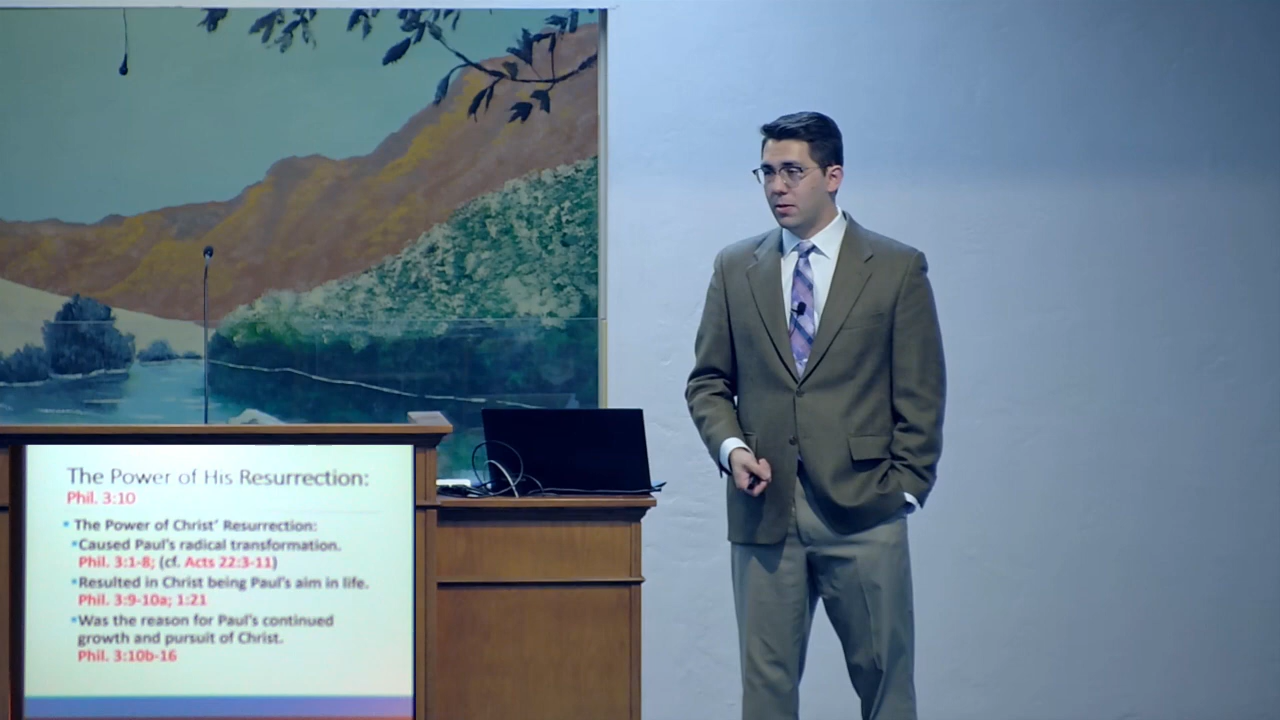 The Power of His Resurrection:
Phil. 3:10
The Power of Christ' Resurrection:
Caused Paul's radical transformation.
Phil. 3:1-8; (cf. Acts 22:3-11)
Resulted in Christ being Paul's aim in life.
Phil. 3:9-10a; 1:21
Was the reason for Paul's continued
growth and pursuit of Christ.
Phil. 3:10b-16